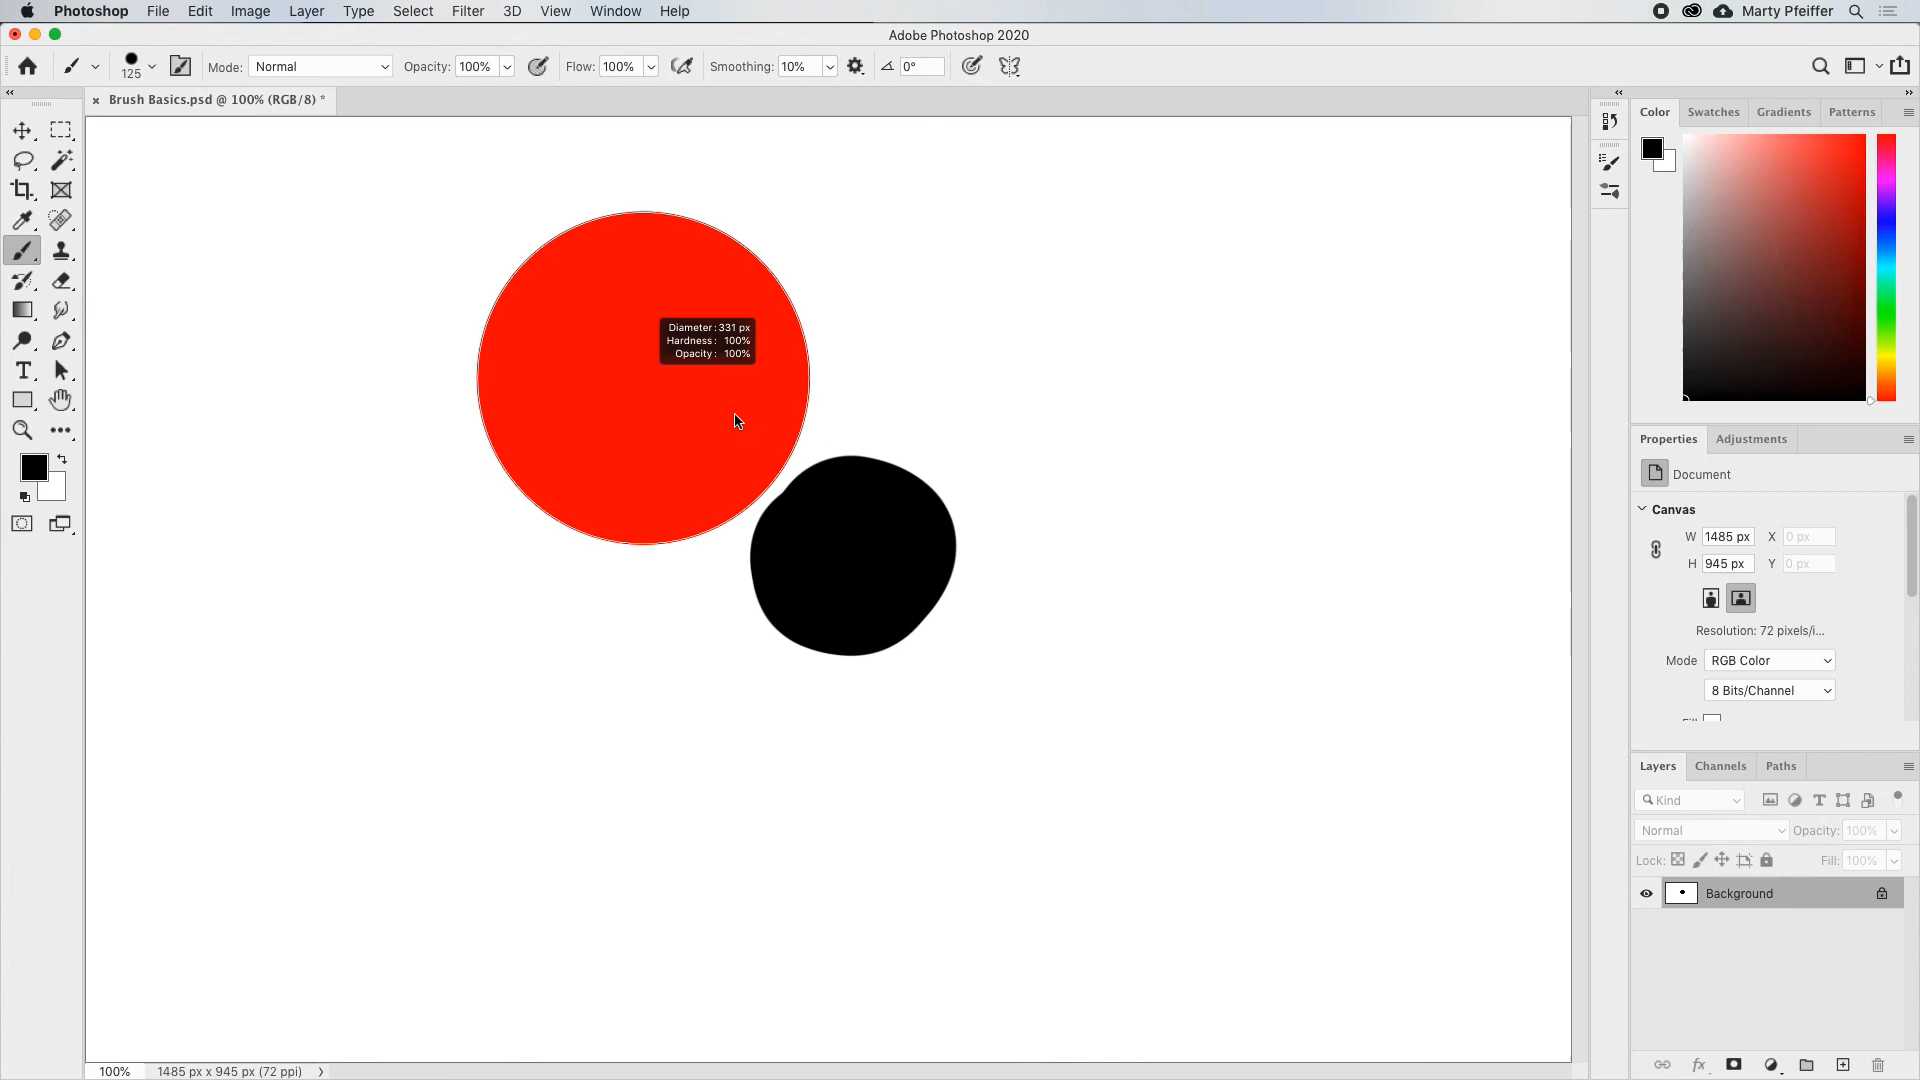 Photoshop File Edit Image Layer Type Select Filter 3D View Window Help Marty Pfeiffer
Adobe Photoshop 2020
125 Mode: Normal Opacity: 100% Flow: 100% Smoothing: 10% 0°
Brush Basics.psd @ 100% (RGB/8) *
Color Swatches Gradients Patterns
Diameter: 331 px
Hardness: 100%
Opacity: 100%
Properties Adjustments
Document
Canvas
W 1485 px X 0 px
H 945 px Y 0 px
Resolution: 72 pixels/i...
Mode RGB Color
8 Bits/Channel
Layers Channels Paths
Kind
Normal Opacity: 100%
Lock: Fill: 100%
Background
100% 1485 px x 945 px (72 ppi)